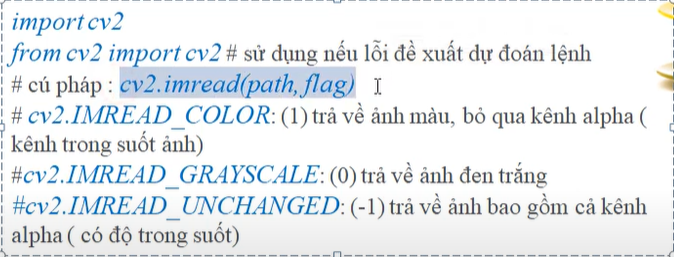 import cv2
from cv2 import cv2 # sử dụng nếu lỗi đề xuất dự đoán lệnh
# cú pháp : cv2.imread(path, flag)
# cv2.IMREAD_COLOR: (1) trả về ảnh màu, bỏ qua kênh alpha (
kênh trong suốt ảnh)
#cv2.IMREAD_GRAYSCALE: (0) trả về ảnh đen trắng
#cv2.IMREAD_UNCHANGED: (-1) trả về ảnh bao gồm cả kênh
alpha ( có độ trong suốt)